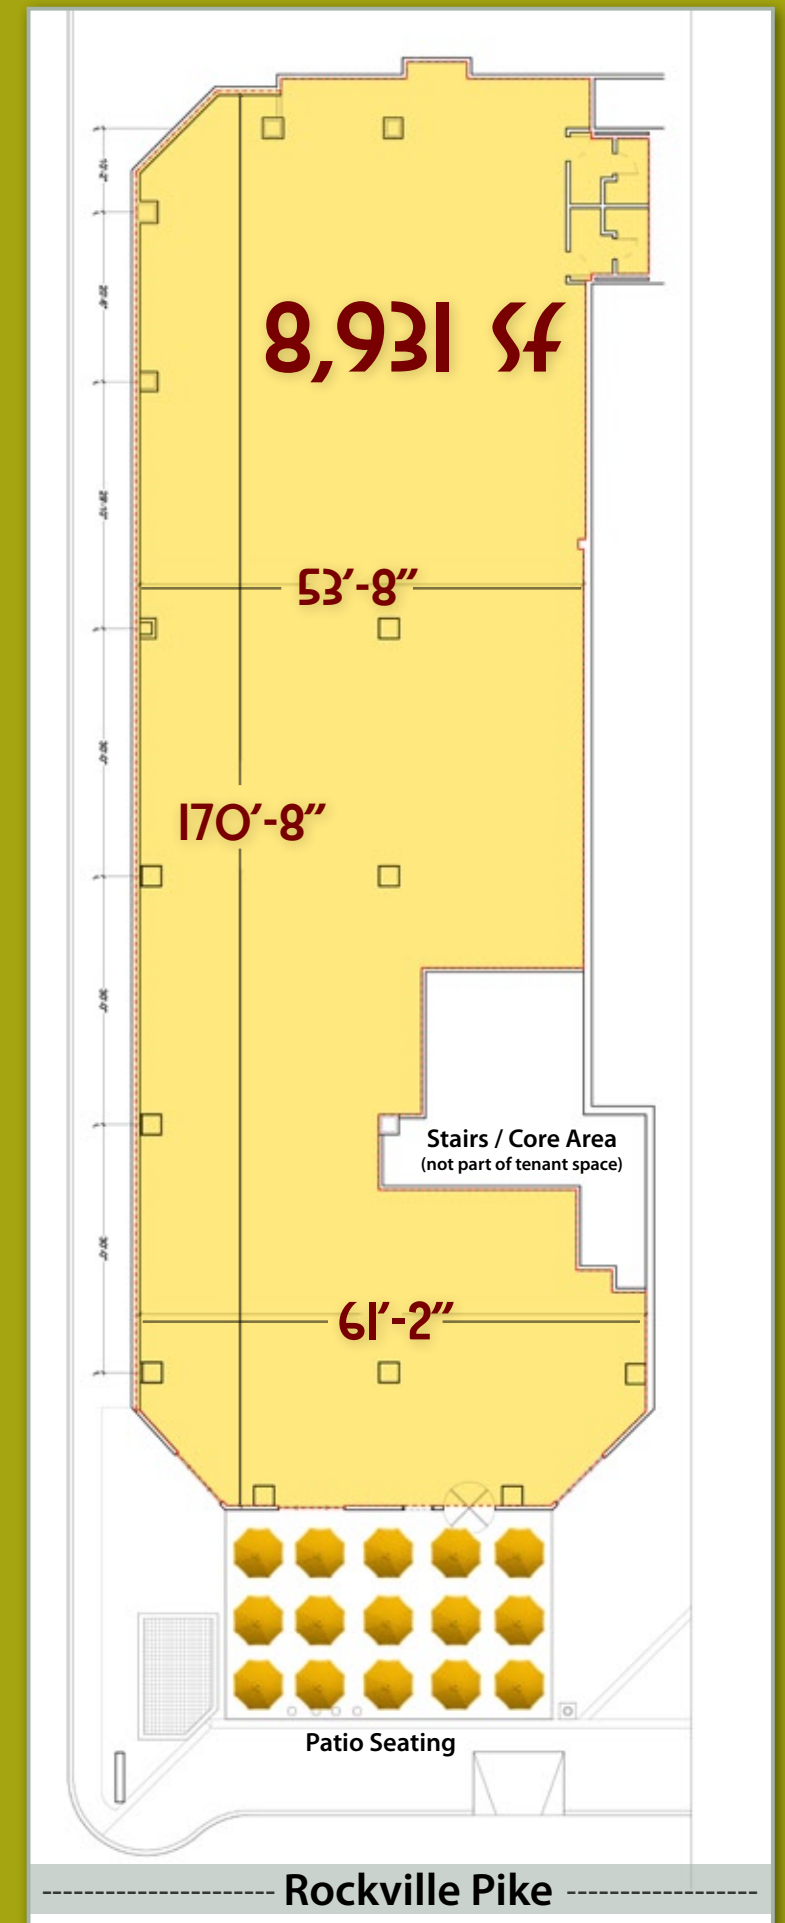 8,931 Sf
53'-8"
170'-8"
Stairs / Core Area
(not part of tenant space)
61'-2"
Patio Seating
Rockville Pike